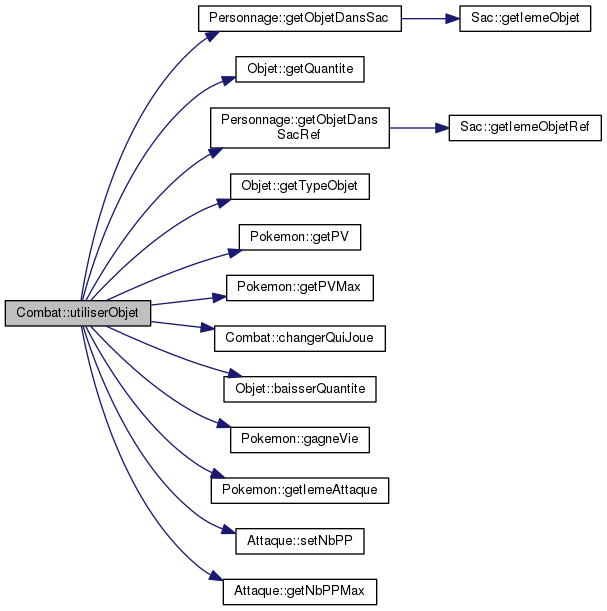 Personnage::getObjetDansSac
Sac::getIemeObjet
Objet::getQuantite
Personnage::getObjetDans
SacRef
Sac::getIemeObjetRef
Objet::getTypeObjet
Pokemon::getPV
Pokemon::getPVMax
Combat::utiliserObjet
Combat::changerQuiJoue
Objet::baisserQuantite
Pokemon::gagneVie
Pokemon::getIemeAttaque
Attaque::setNbPP
Attaque::getNbPPMax